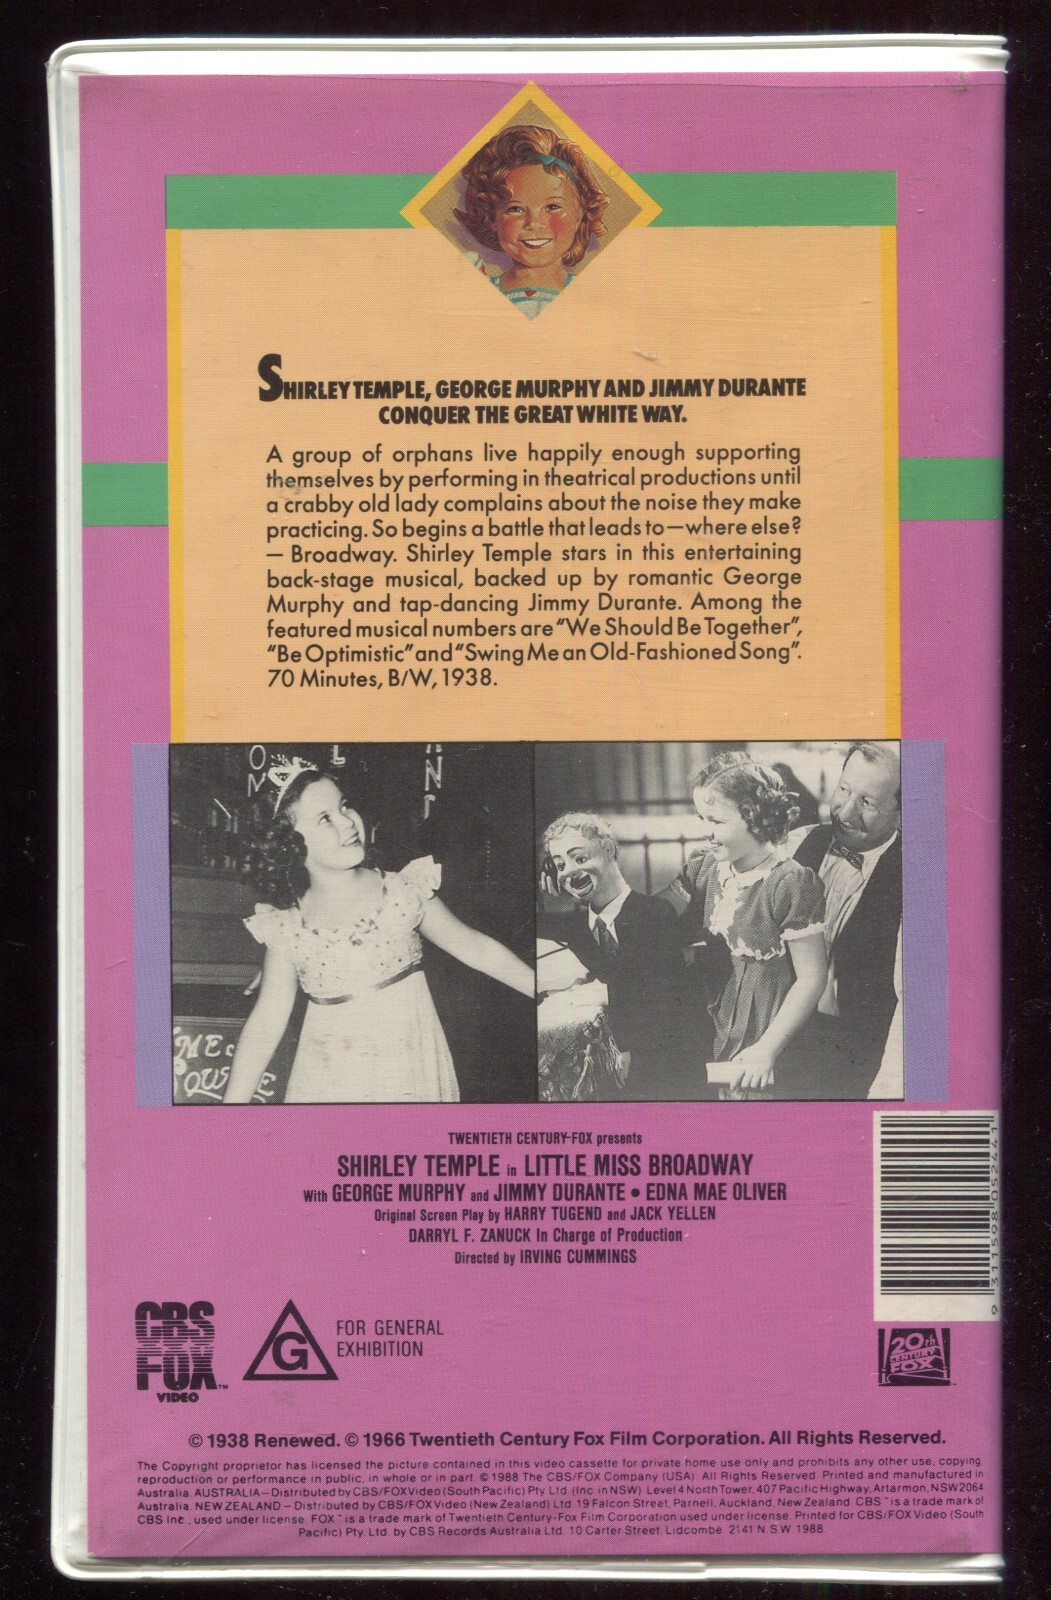 SHIRLEY TEMPLE, GEORGE MURPHY AND JIMMY DURANTE
CONQUER THE GREAT WHITE WAY.
A group of orphans live happily enough supporting
themselves by performing in theatrical productions until
a crabby old lady complains about the noise they make
practicing. So begins a battle that leads to—where else?
— Broadway. Shirley Temple stars in this entertaining
back-stage musical, backed up by romantic George
Murphy and tap-dancing Jimmy Durante. Among the
featured musical numbers are "We Should Be Together",
"Be Optimistic" and "Swing Me an Old-Fashioned Song".
70 Minutes, B/W, 1938.
TWENTIETH CENTURY-FOX presents
SHIRLEY TEMPLE in LITTLE MISS BROADWAY
With GEORGE MURPHY and JIMMY DURANTE • EDNA MAE OLIVER
Original Screen Play by HARRY TUGEND and JACK YELLEN
DARRYL F. ZANUCK In Charge of Production
Directed by IRVING CUMMINGS
9 311598 052441
CBS
FOX™
VIDEO
G
FOR GENERAL
EXHIBITION
20th
CENTURY
FOX
© 1938 Renewed. © 1966 Twentieth Century Fox Film Corporation. All Rights Reserved.
The Copyright proprietor has licensed the picture contained in this video cassette for private home use only and prohibits any other use, copying,
reproduction or performance in public, in whole or in part. © 1988 The CBS/FOX Company (USA). All Rights Reserved. Printed and manufactured in
Australia. AUSTRALIA — Distributed by CBS/FOX Video (South Pacific) Pty. Ltd. (Inc in NSW) Level 4 North Tower, 407 Pacific Highway, Artarmon, NSW 2064
Australia. NEW ZEALAND — Distributed by CBS/FOX Video (New Zealand) Ltd. 19 Falcon Street, Parnell, Auckland, New Zealand. CBS™ is a trade mark of
CBS Inc., used under license. FOX™ is a trade mark of Twentieth Century-Fox Film Corporation used under license. Printed for CBS/FOX Video (South
Pacific) Pty. Ltd. by CBS Records Australia Ltd. 10 Carter Street, Lidcombe. 2141 N.S.W. 1988.